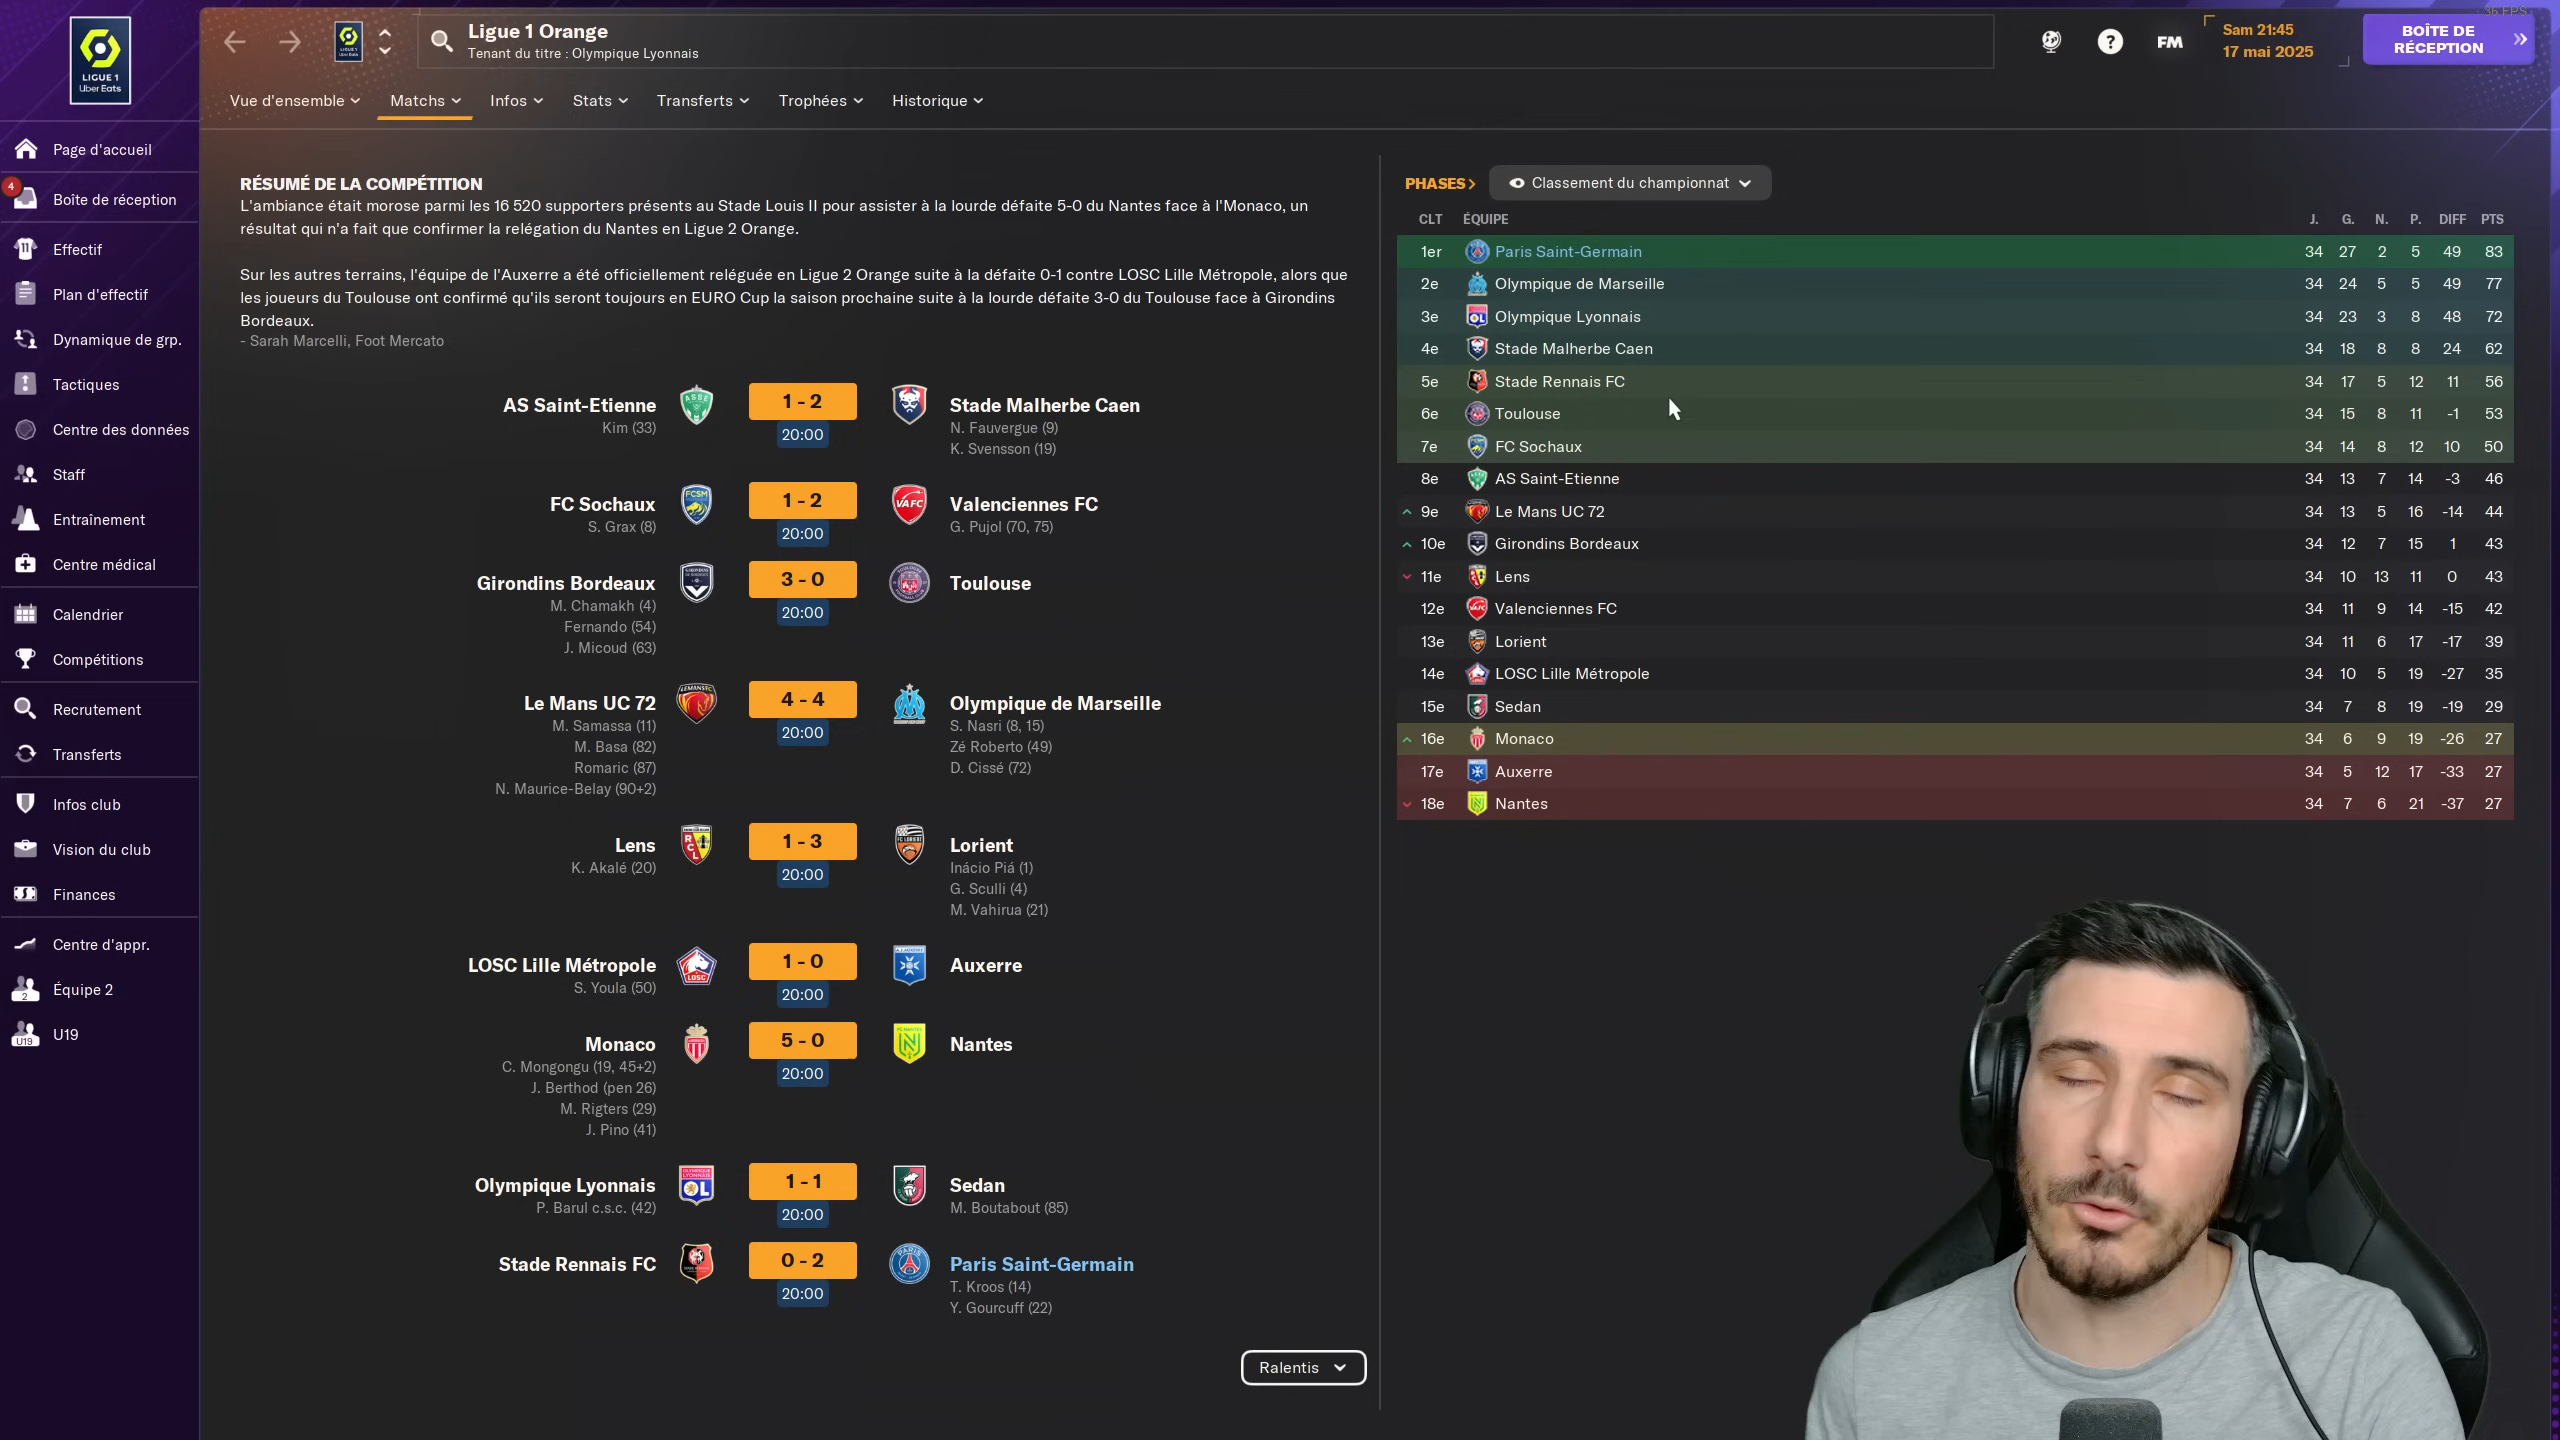 36 FPS
LIGUE 1
Uber Eats
Ligue 1 Orange
Tenant du titre : Olympique Lyonnais
?
FM
Sam 21:45
17 mai 2025
BOÎTE DE
RÉCEPTION
Vue d'ensemble
Matchs
Infos
Stats
Transferts
Trophées
Historique
Page d'accueil
4
Boîte de réception
Effectif
Plan d'effectif
Dynamique de grp.
Tactiques
Centre des données
Staff
Entraînement
Centre médical
Calendrier
Compétitions
Recrutement
Transferts
Infos club
Vision du club
Finances
Centre d'appr.
2
Équipe 2
U19
U19
RÉSUMÉ DE LA COMPÉTITION
L'ambiance était morose parmi les 16 520 supporters présents au Stade Louis II pour assister à la lourde défaite 5-0 du Nantes face à l'Monaco, un
résultat qui n'a fait que confirmer la relégation du Nantes en Ligue 2 Orange.
Sur les autres terrains, l'équipe de l'Auxerre a été officiellement reléguée en Ligue 2 Orange suite à la défaite 0-1 contre LOSC Lille Métropole, alors que
les joueurs du Toulouse ont confirmé qu'ils seront toujours en EURO Cup la saison prochaine suite à la lourde défaite 3-0 du Toulouse face à Girondins
Bordeaux.
- Sarah Marcelli, Foot Mercato
AS Saint-Etienne 1 - 2 Stade Malherbe Caen
Kim (33) 20:00 N. Fauvergue (9)
K. Svensson (19)
FC Sochaux 1 - 2 Valenciennes FC
S. Grax (8) 20:00 G. Pujol (70, 75)
Girondins Bordeaux 3 - 0 Toulouse
M. Chamakh (4) 20:00
Fernando (54)
J. Micoud (63)
Le Mans UC 72 4 - 4 Olympique de Marseille
M. Samassa (11) 20:00 S. Nasri (8, 15)
M. Basa (82) Zé Roberto (49)
Romaric (87) D. Cissé (72)
N. Maurice-Belay (90+2)
Lens 1 - 3 Lorient
K. Akalé (20) 20:00 Inácio Piá (1)
G. Sculli (4)
M. Vahirua (21)
LOSC Lille Métropole 1 - 0 Auxerre
S. Youla (50) 20:00
Monaco 5 - 0 Nantes
C. Mongongu (19, 45+2) 20:00
J. Berthod (pen 26)
M. Rigters (29)
J. Pino (41)
Olympique Lyonnais 1 - 1 Sedan
P. Barul c.s.c. (42) 20:00 M. Boutabout (85)
Stade Rennais FC 0 - 2 Paris Saint-Germain
20:00 T. Kroos (14)
Y. Gourcuff (22)
Ralentis
PHASES> Classement du championnat
CLT ÉQUIPE J. G. N. P. DIFF PTS
1er Paris Saint-Germain 34 27 2 5 49 83
2e Olympique de Marseille 34 24 5 5 49 77
3e Olympique Lyonnais 34 23 3 8 48 72
4e Stade Malherbe Caen 34 18 8 8 24 62
5e Stade Rennais FC 34 17 5 12 11 56
6e Toulouse 34 15 8 11 -1 53
7e FC Sochaux 34 14 8 12 10 50
8e AS Saint-Etienne 34 13 7 14 -3 46
9e Le Mans UC 72 34 13 5 16 -14 44
10e Girondins Bordeaux 34 12 7 15 1 43
11e Lens 34 10 13 11 0 43
12e Valenciennes FC 34 11 9 14 -15 42
13e Lorient 34 11 6 17 -17 39
14e LOSC Lille Métropole 34 10 5 19 -27 35
15e Sedan 34 7 8 19 -19 29
16e Monaco 34 6 9 19 -26 27
17e Auxerre 34 5 12 17 -33 27
18e Nantes 34 7 6 21 -37 27